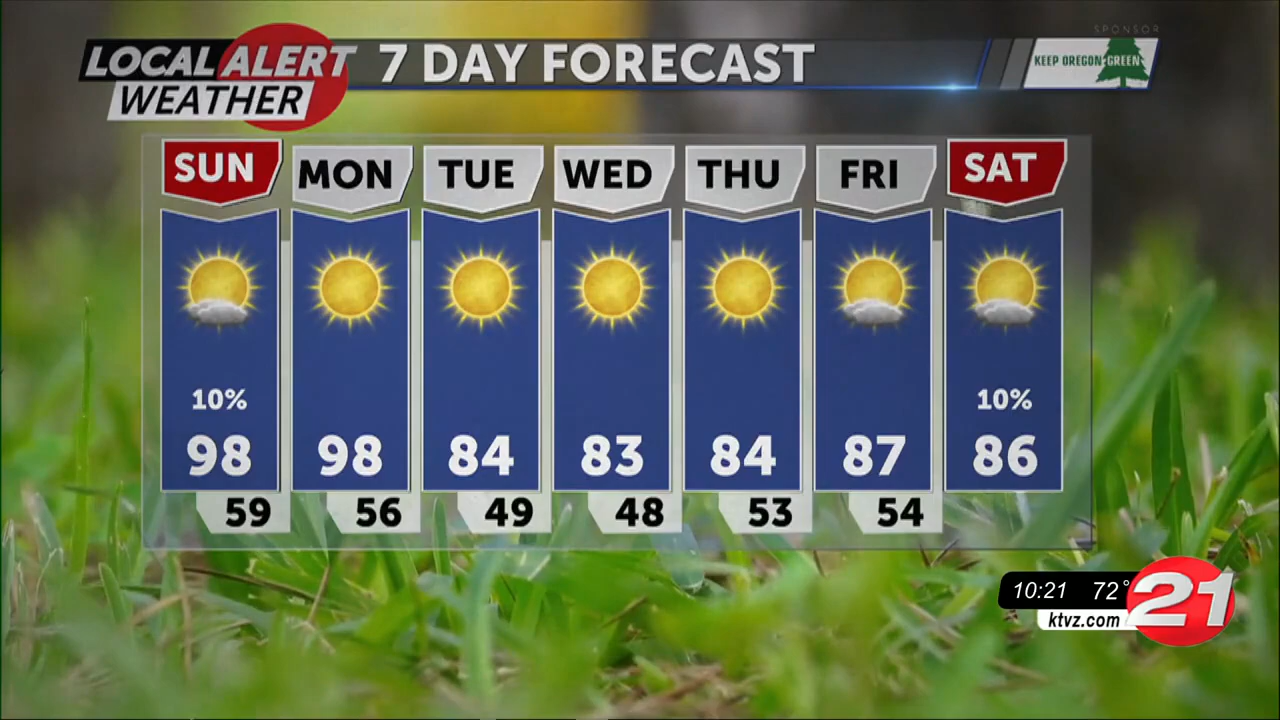 SPONSOR
LOCAL ALERT
WEATHER
7 DAY FORECAST
KEEP OREGON GREEN
SUN MON TUE WED THU FRI SAT
10% 10%
98 98 84 83 84 87 86
59 56 49 48 53 54
10:21 72°
ktvz.com
21